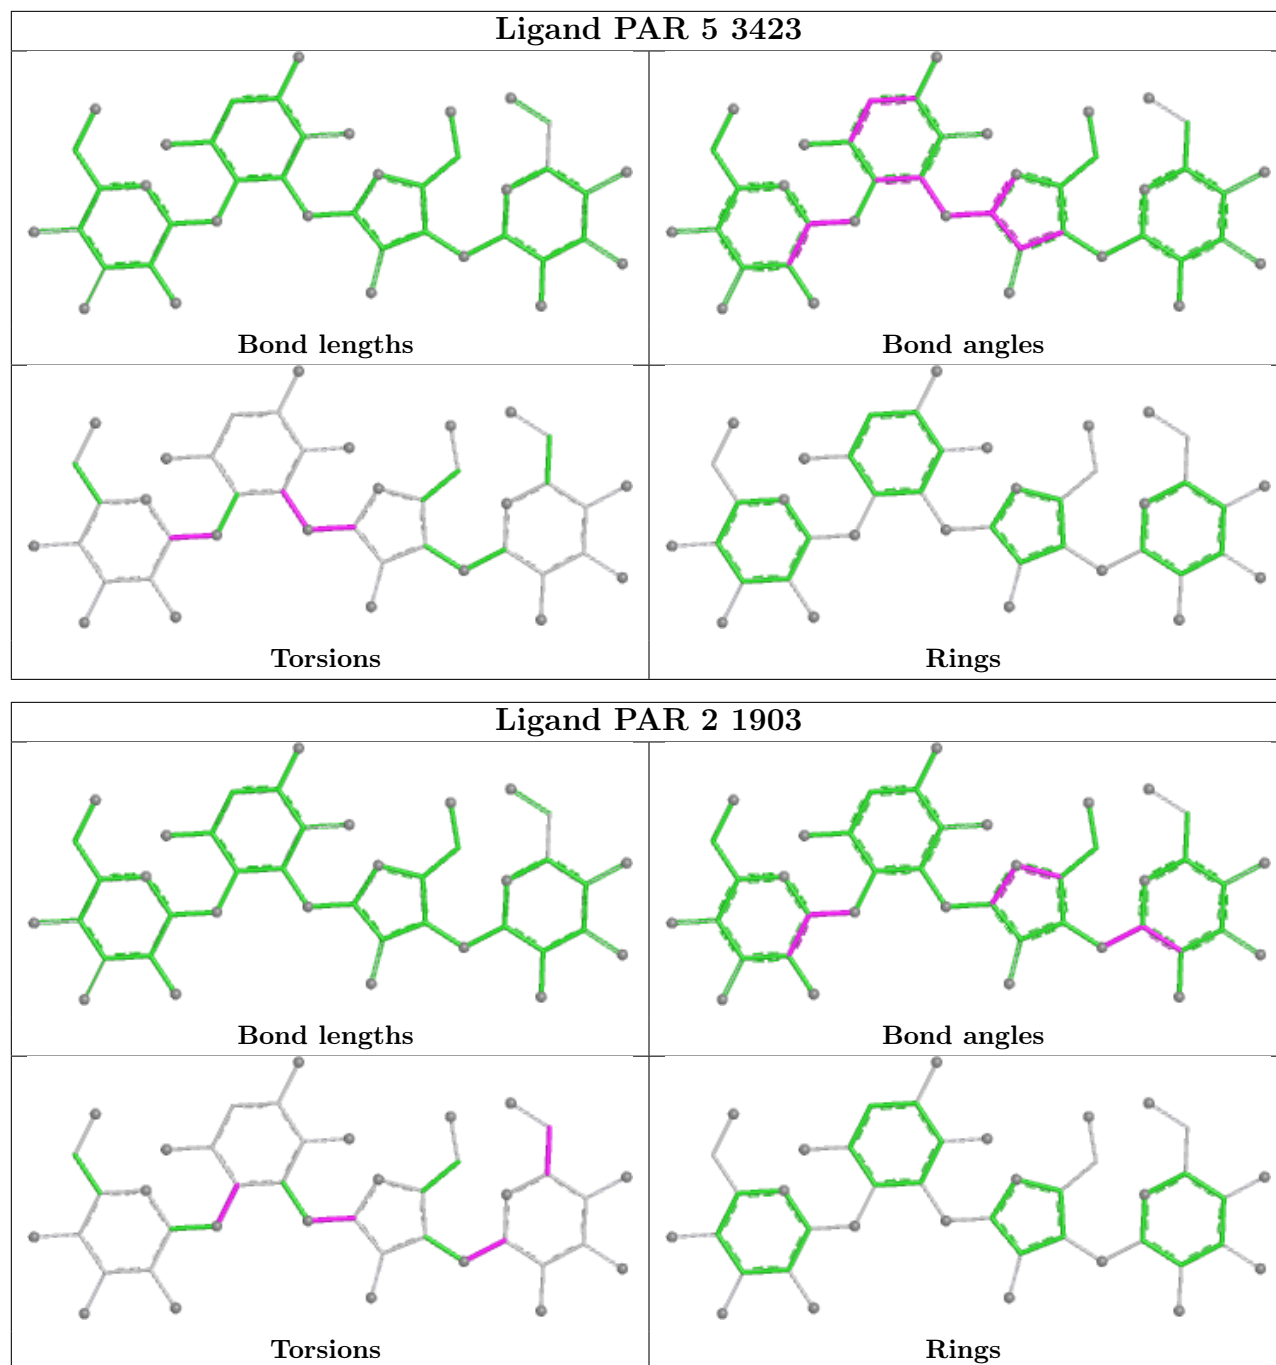 Ligand PAR 5 3423
Bond lengths
Bond angles
Torsions
Rings
Ligand PAR 2 1903
Bond lengths
Bond angles
Torsions
Rings